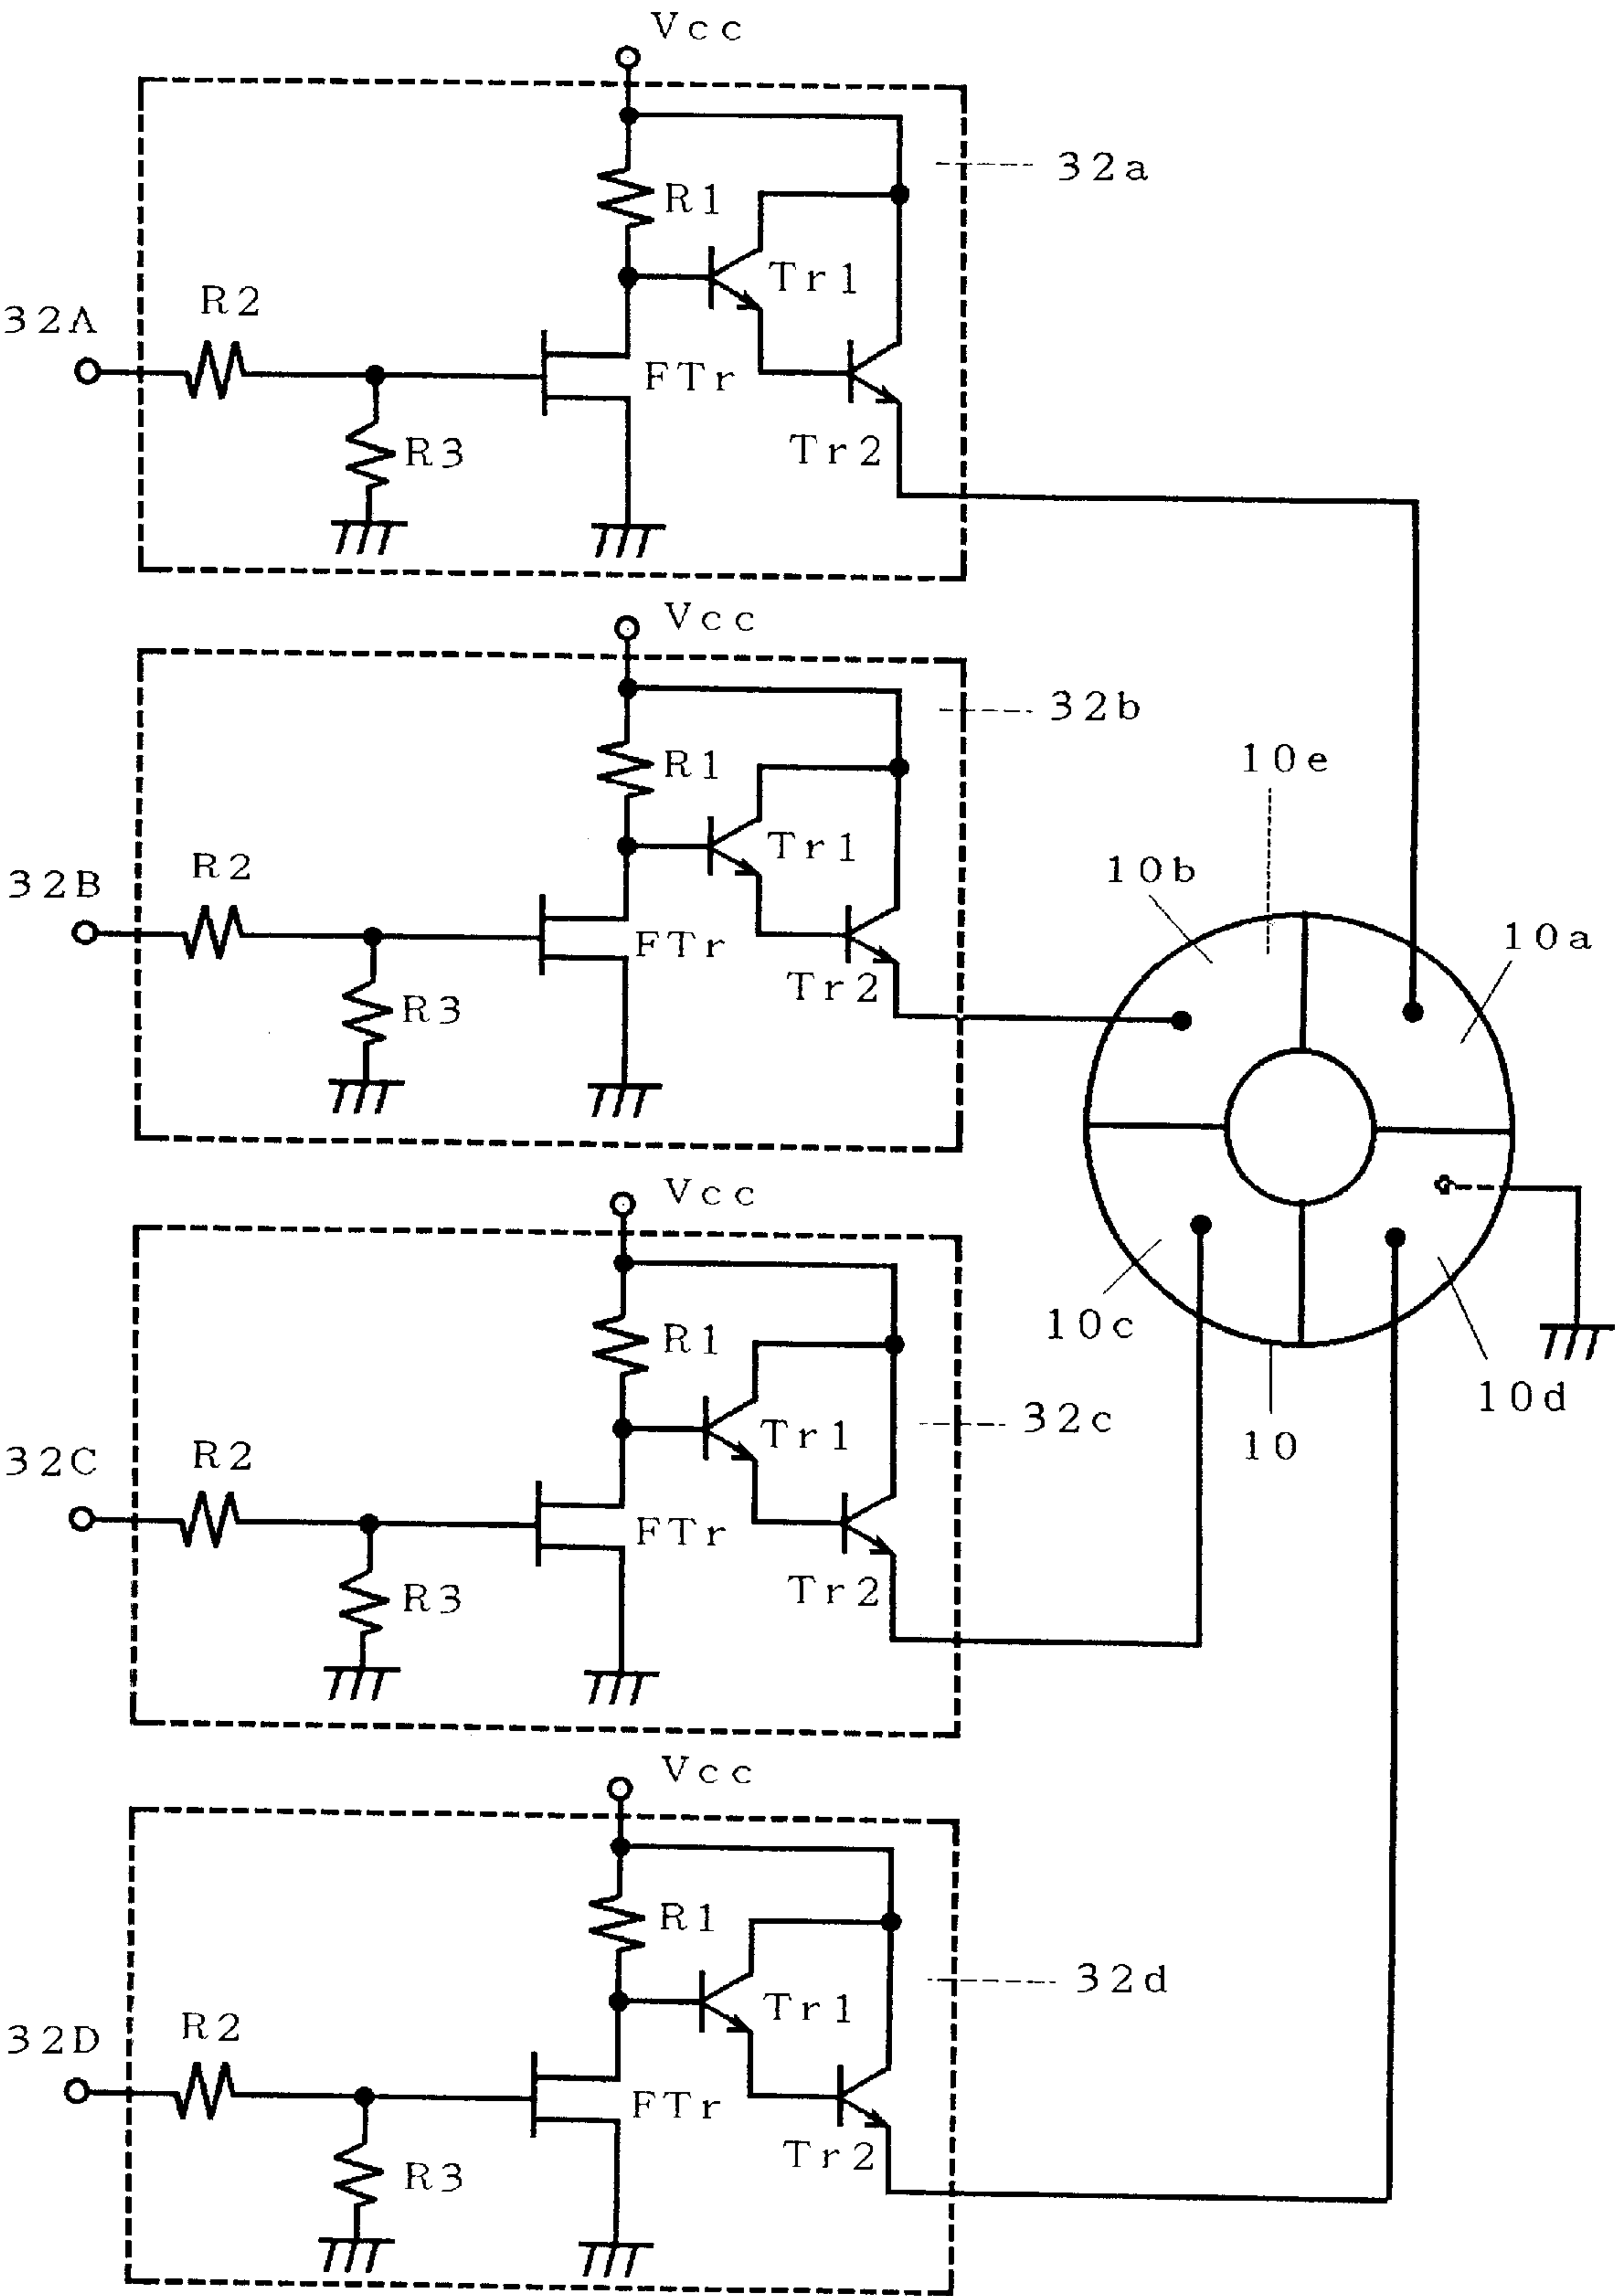 Vcc
32a
R1
Tr1
R2
32A
FTr
R3
Tr2
Vcc
32b
R1
10e
Tr1
10b
R2
32B
10a
FTr
Tr2
R3
Vcc
10c
R1
10d
32c
Tr1
10
R2
32C
FTr
Tr2
R3
Vcc
R1
32d
Tr1
R2
32D
FTr
Tr2
R3